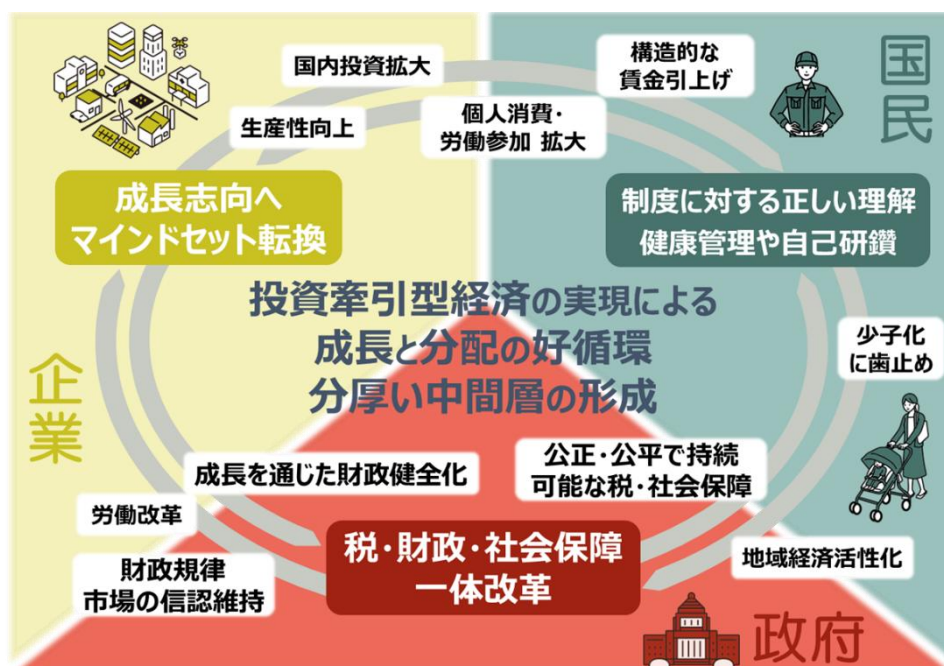 国内投資拡大
生産性向上
構造的な
賃金引上げ
個人消費・
労働参加 拡大
国民
成長志向へ
マインドセット転換
制度に対する正しい理解
健康管理や自己研鑽
投資牽引型経済の実現による
成長と分配の好循環
分厚い中間層の形成
企業
少子化
に歯止め
成長を通じた財政健全化
公正・公平で持続
可能な税・社会保障
労働改革
財政規律
市場の信認維持
税・財政・社会保障
一体改革
地域経済活性化
政府